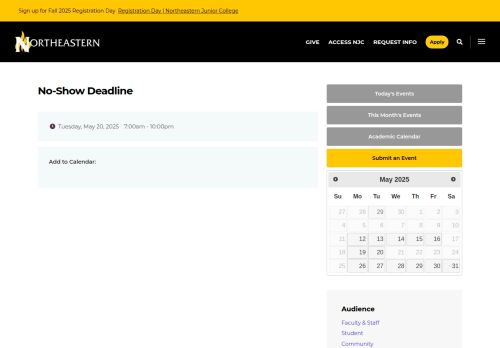 Sign up for Fall 2025 Registration Day Registration Day | Northeastern Junior College
NORTHEASTERN
GIVE ACCESS NJC REQUEST INFO Apply
No-Show Deadline
Tuesday, May 20, 2025 7:00am - 10:00pm
Add to Calendar:
Today's Events
This Month's Events
Academic Calendar
Submit an Event
May 2025
Su Mo Tu We Th Fr Sa
27 28 29 30 1 2 3
4 5 6 7 8 9 10
11 12 13 14 15 16 17
18 19 20 21 22 23 24
25 26 27 28 29 30 31
Audience
Faculty & Staff
Student
Community